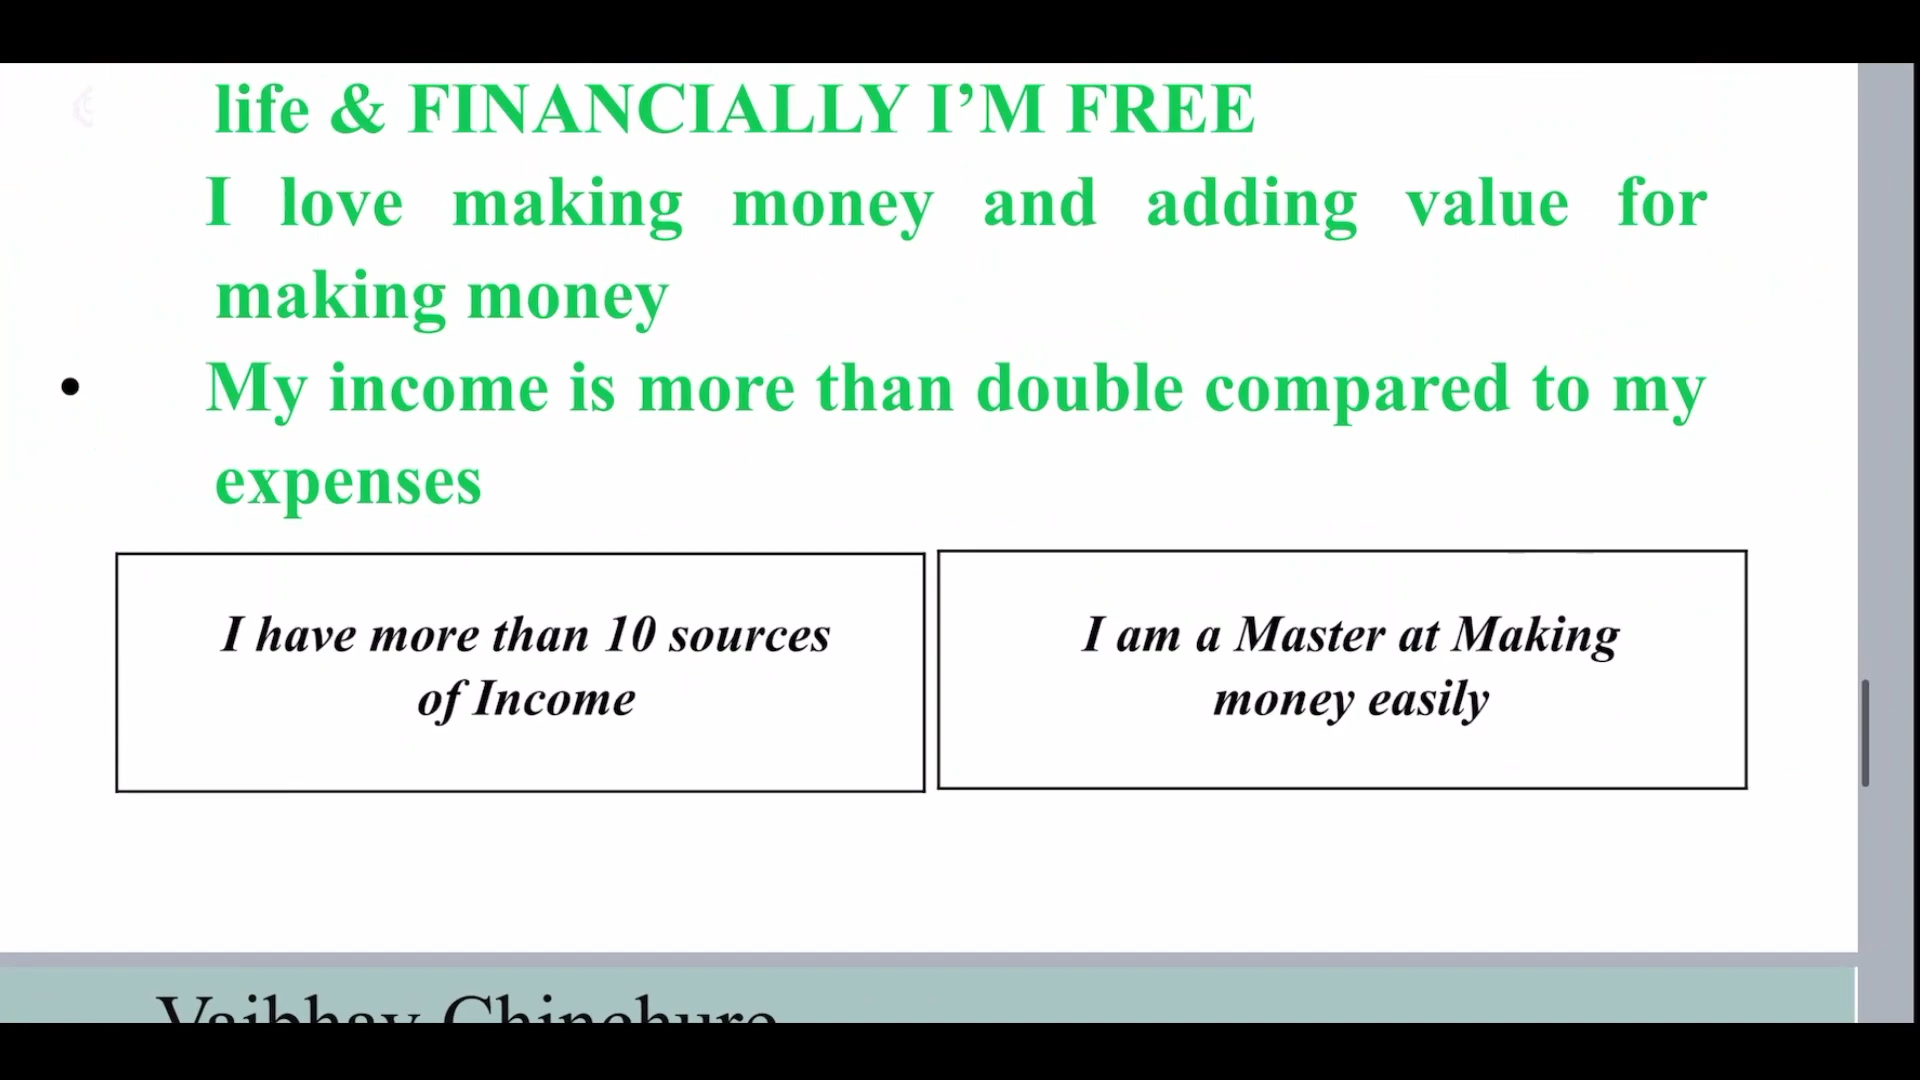 life & FINANCIALLY I’M FREE
I love making money and adding value for
making money
• My income is more than double compared to my
expenses
I have more than 10 sources
of Income
I am a Master at Making
money easily
Vaibhav